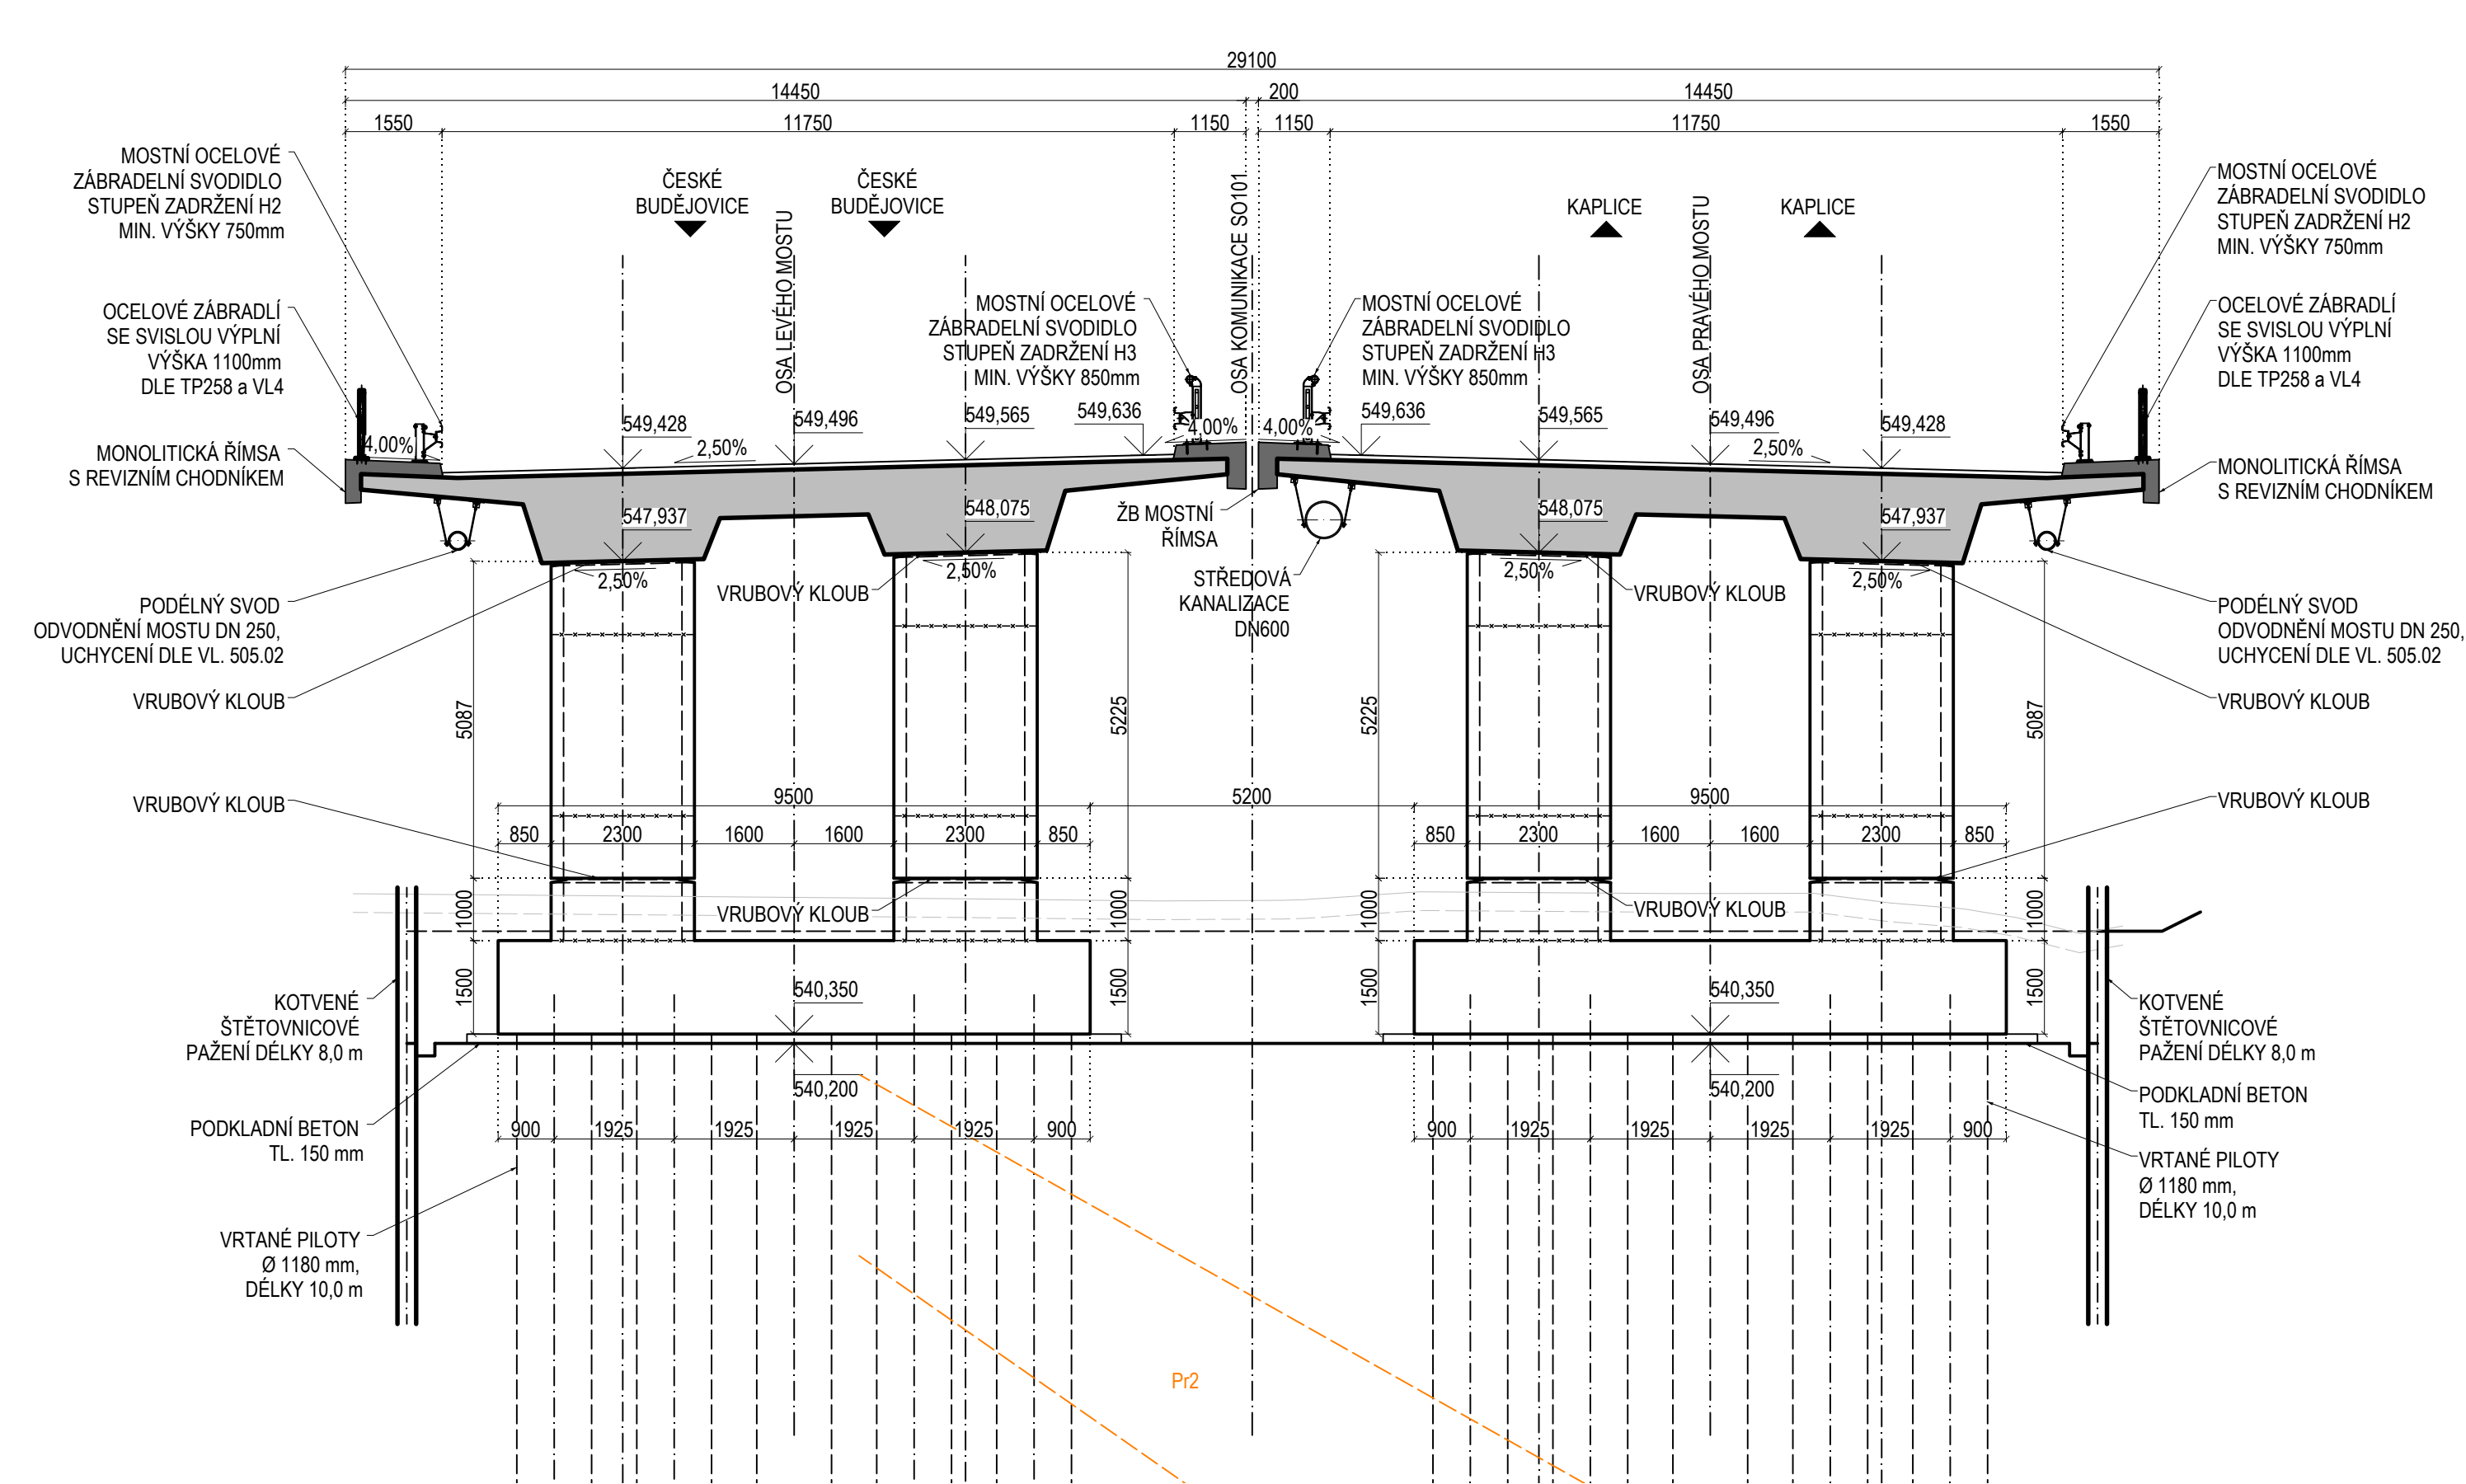 29100
14450
200
14450
1550
11750
1150
1150
11750
1550
MOSTNÍ OCELOVÉ
ZÁBRADELNÍ SVODIDLO
STUPEŇ ZADRŽENÍ H2
MIN. VÝŠKY 750mm
ČESKÉ
BUDĚJOVICE
ČESKÉ
BUDĚJOVICE
KAPLICE
KAPLICE
MOSTNÍ OCELOVÉ
ZÁBRADELNÍ SVODIDLO
STUPEŇ ZADRŽENÍ H2
MIN. VÝŠKY 750mm
OSA LEVÉHO MOSTU
OSA KOMUNIKACE SO101
OSA PRAVÉHO MOSTU
OCELOVÉ ZÁBRADLÍ
SE SVISLOU VÝPLNÍ
VÝŠKA 1100mm
DLE TP258 a VL4
MOSTNÍ OCELOVÉ
ZÁBRADELNÍ SVODIDLO
STUPEŇ ZADRŽENÍ H3
MIN. VÝŠKY 850mm
MOSTNÍ OCELOVÉ
ZÁBRADELNÍ SVODIDLO
STUPEŇ ZADRŽENÍ H3
MIN. VÝŠKY 850mm
OCELOVÉ ZÁBRADLÍ
SE SVISLOU VÝPLNÍ
VÝŠKA 1100mm
DLE TP258 a VL4
549,428
549,496
549,565
549,636
549,636
549,565
549,496
549,428
4,00%
2,50%
4,00%
4,00%
2,50%
MONOLITICKÁ ŘÍMSA
S REVIZNÍM CHODNÍKEM
MONOLITICKÁ ŘÍMSA
S REVIZNÍM CHODNÍKEM
547,937
548,075
ŽB MOSTNÍ
ŘÍMSA
548,075
547,937
2,50%
2,50%
2,50%
2,50%
VRUBOVÝ KLOUB
STŘEDOVÁ
KANALIZACE
DN600
VRUBOVÝ KLOUB
PODÉLNÝ SVOD
ODVODNĚNÍ MOSTU DN 250,
UCHYCENÍ DLE VL. 505.02
PODÉLNÝ SVOD
ODVODNĚNÍ MOSTU DN 250,
UCHYCENÍ DLE VL. 505.02
VRUBOVÝ KLOUB
VRUBOVÝ KLOUB
5087
5225
5225
5087
VRUBOVÝ KLOUB
9500
5200
9500
VRUBOVÝ KLOUB
850
2300
1600
1600
2300
850
850
2300
1600
1600
2300
850
1000
VRUBOVÝ KLOUB
1000
1000
VRUBOVÝ KLOUB
1000
1500
1500
1500
1500
540,350
540,350
KOTVENÉ
ŠTĚTOVNICOVÉ
PAŽENÍ DÉLKY 8,0 m
KOTVENÉ
ŠTĚTOVNICOVÉ
PAŽENÍ DÉLKY 8,0 m
540,200
540,200
PODKLADNÍ BETON
TL. 150 mm
PODKLADNÍ BETON
TL. 150 mm
900
1925
1925
1925
1925
900
900
1925
1925
1925
1925
900
VRTANÉ PILOTY
Ø 1180 mm,
DÉLKY 10,0 m
VRTANÉ PILOTY
Ø 1180 mm,
DÉLKY 10,0 m
Pr2